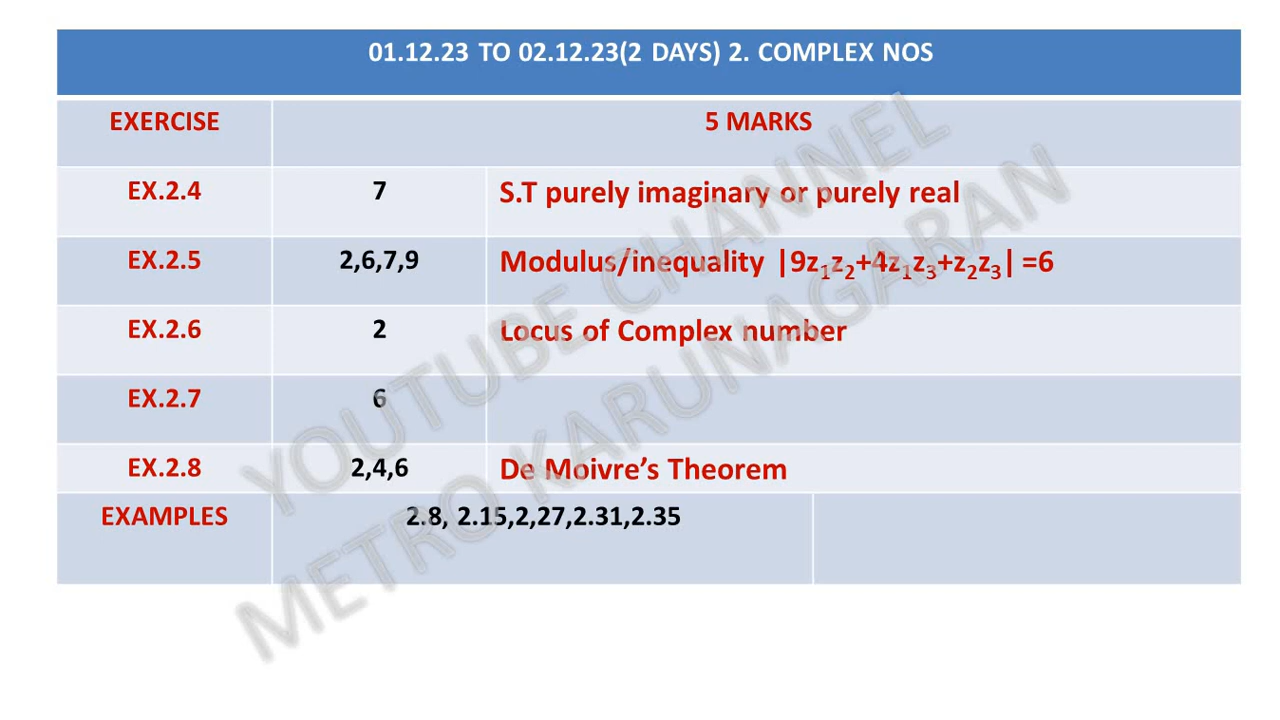 01.12.23 TO 02.12.23(2 DAYS) 2. COMPLEX NOS
EXERCISE 5 MARKS
EX.2.4 7 S.T purely imaginary or purely real
EX.2.5 2,6,7,9 Modulus/inequality |9z₁z₂+4z₁z₃+z₂z₃| =6
EX.2.6 2 Locus of Complex number
EX.2.7 6
EX.2.8 2,4,6 De Moivre’s Theorem
EXAMPLES 2.8, 2.15,2,27,2.31,2.35
YOUTUBE CHANNEL
METRO KARUNAGARAN